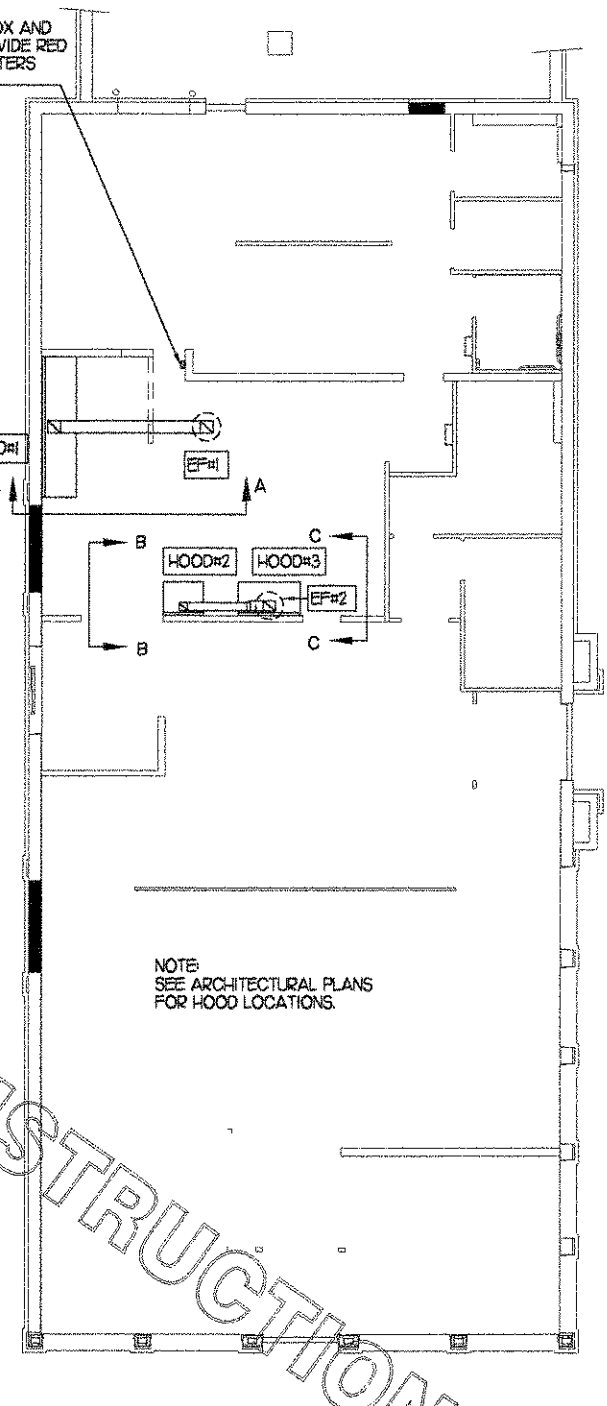 OX AND
VIDE RED
TERS
EF#1
A
B
C
HOOD#2 HOOD#3
EF#2
B
C
NOTE:
SEE ARCHITECTURAL PLANS
FOR HOOD LOCATIONS.
STRUCTION